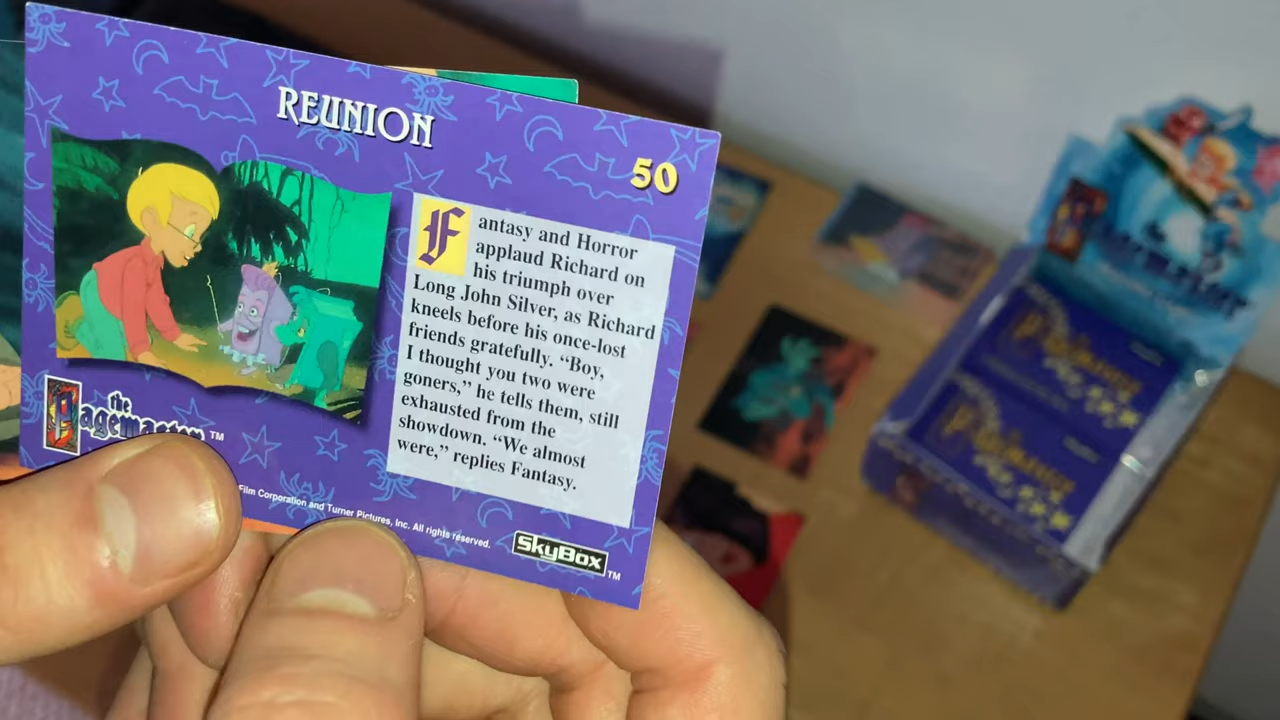 REUNION
50
Fantasy and Horror
applaud Richard on
his triumph over
Long John Silver, as Richard
kneels before his once-lost
friends gratefully. “Boy,
I thought you two were
goners,” he tells them, still
exhausted from the
showdown. “We almost
were,” replies Fantasy.
the
Pagemaster TM
Film Corporation and Turner Pictures, Inc. All rights reserved.
SkyBox TM